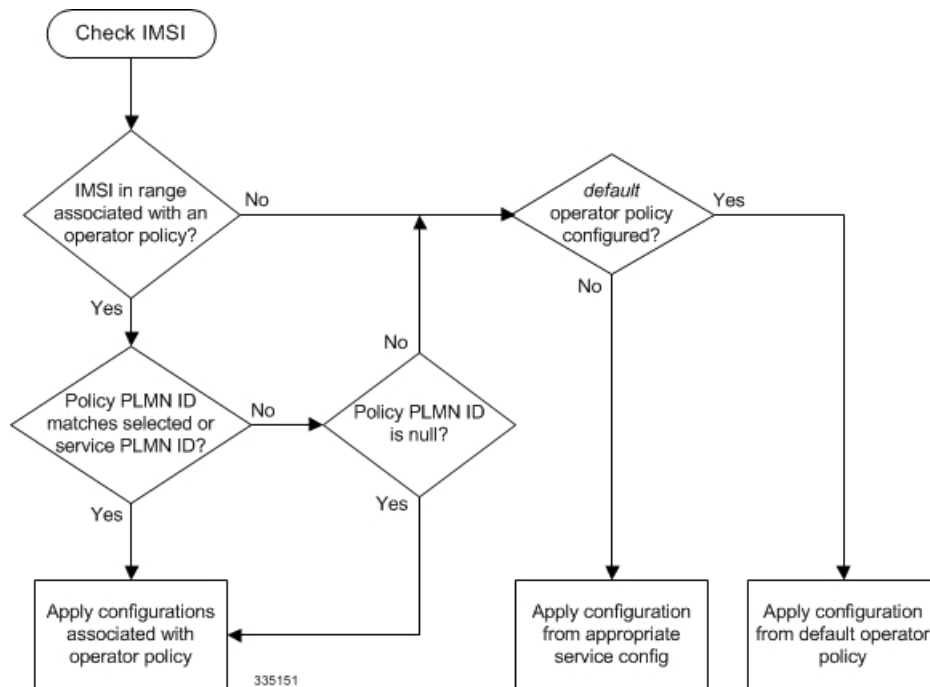 Check IMSI
IMSI in range
associated with an
operator policy?
No
Yes
default
operator policy
configured?
Yes
No
Policy PLMN ID
matches selected or
service PLMN ID?
No
Yes
No
Policy PLMN ID
is null?
Yes
Apply configurations
associated with
operator policy
Apply configuration
from appropriate
service config
Apply configuration
from default operator
policy
335151